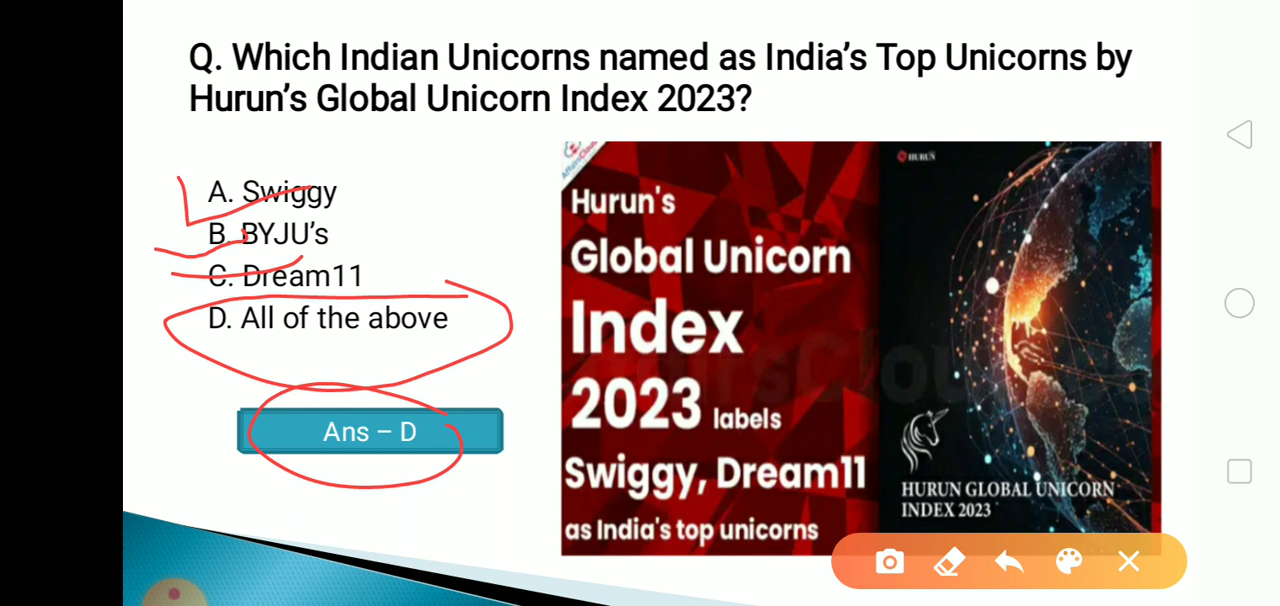 Q. Which Indian Unicorns named as India’s Top Unicorns by
Hurun’s Global Unicorn Index 2023?
A. Swiggy
B. BYJU’s
C. Dream11
D. All of the above
Ans – D
AffairsCloud
Hurun's
Global Unicorn
Index
2023 labels
Swiggy, Dream11
as India's top unicorns
HURUN
HURUN GLOBAL UNICORN
INDEX 2023